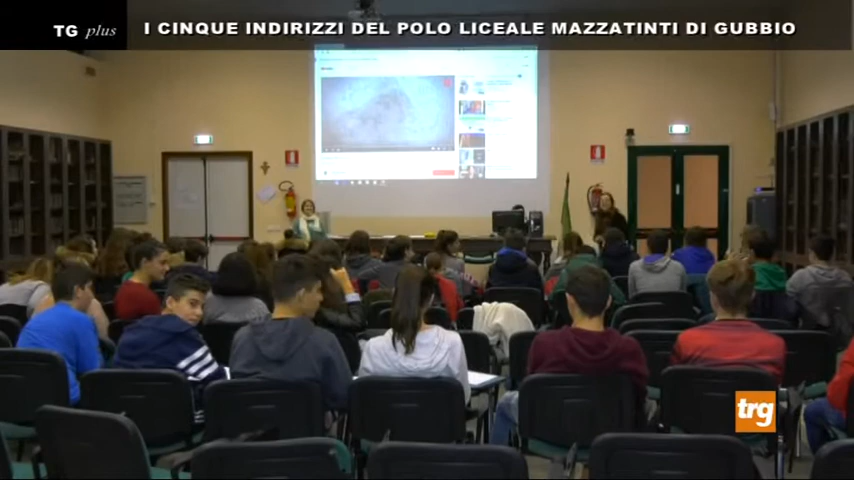 TG plus
I CINQUE INDIRIZZI DEL POLO LICEALE MAZZATINTI DI GUBBIO
trg